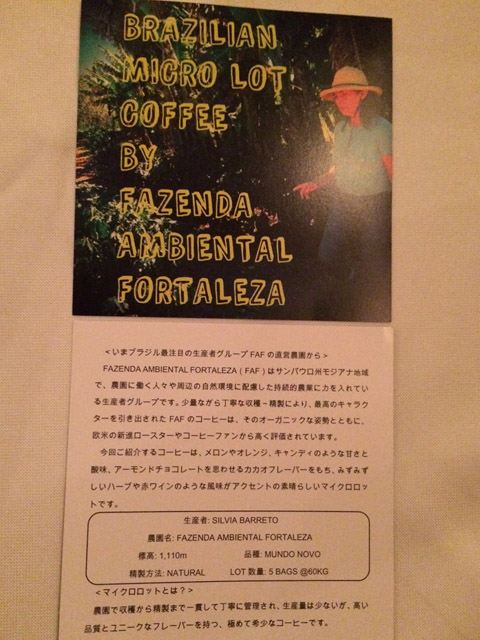 BRAZILIAN
MICRO LOT
COFFEE
BY
FAZENDA
AMBIENTAL
FORTALEZA
<いまブラジル最注目の生産者グループ FAF の直営農園から>
FAZENDA AMBIENTAL FORTALEZA ( FAF ) はサンパウロ州モジアナ地域
で、農園に働く人々や周辺の自然環境に配慮した持続的農業に力を入れてい
る生産者グループです。少量ながら丁寧な収穫－精製により、最高のキャラク
ターを引き出された FAF のコーヒーは、そのオーガニックな姿勢とともに、
欧米の新進ロースターやコーヒーファンから高く評価されています。
今回ご紹介するコーヒーは、メロンやオレンジ、キャンディのような甘さと
酸味、アーモンドチョコレートを思わせるカカオフレーバーをもち、みずみず
しいハーブや赤ワインのような風味がアクセントの素晴らしいマイクロロッ
トです。
生産者: SILVIA BARRETO
農園名: FAZENDA AMBIENTAL FORTALEZA
標高: 1,110m 品種: MUNDO NOVO
精製方法: NATURAL LOT 数量: 5 BAGS @60KG
<マイクロロットとは？>
農園で収穫から精製まで一貫して丁寧に管理され、生産量は少ないが、高い
品質とユニークなフレーバーを持つ、極めて希少なコーヒーです。